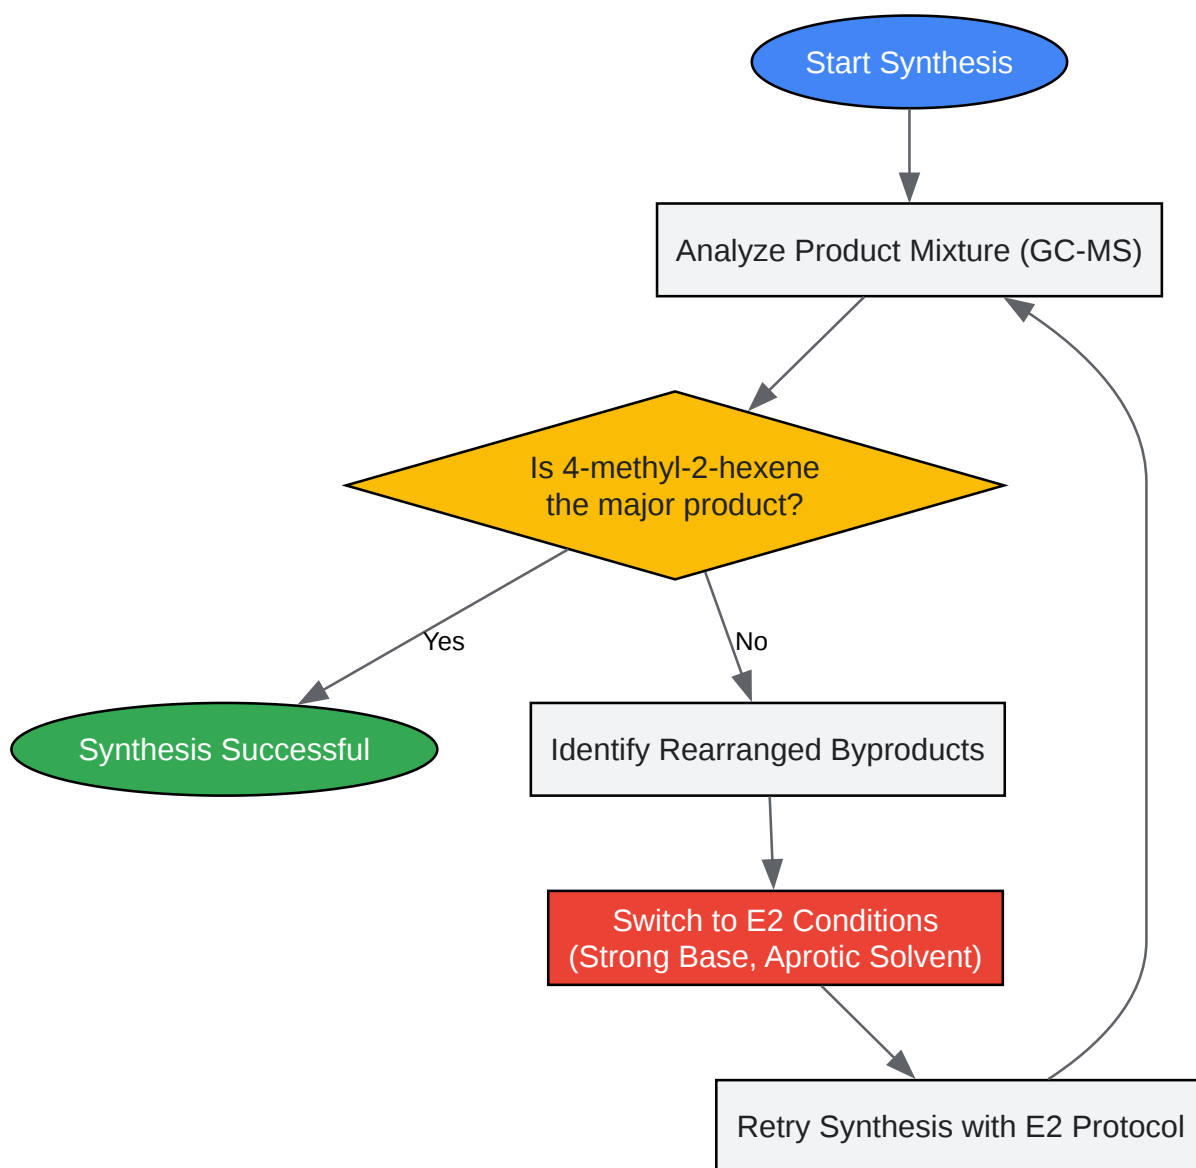 Start Synthesis
Analyze Product Mixture (GC-MS)
Is 4-methyl-2-hexene
the major product?
Yes
No
Synthesis Successful
Identify Rearranged Byproducts
Switch to E2 Conditions
(Strong Base, Aprotic Solvent)
Retry Synthesis with E2 Protocol